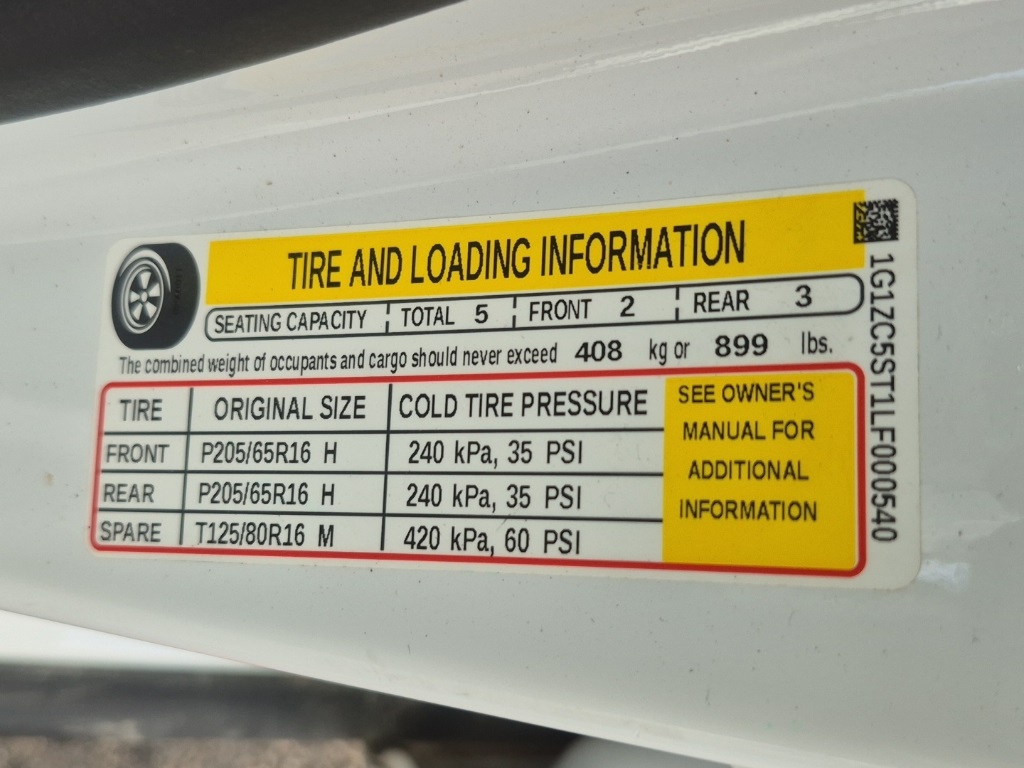 TIRE AND LOADING INFORMATION
SEATING CAPACITY TOTAL 5 FRONT 2 REAR 3
The combined weight of occupants and cargo should never exceed 408 kg or 899 lbs.
TIRE ORIGINAL SIZE COLD TIRE PRESSURE
FRONT P205/65R16 H 240 kPa, 35 PSI
REAR P205/65R16 H 240 kPa, 35 PSI
SPARE T125/80R16 M 420 kPa, 60 PSI
SEE OWNER'S
MANUAL FOR
ADDITIONAL
INFORMATION
1G1ZC5ST1LF000540